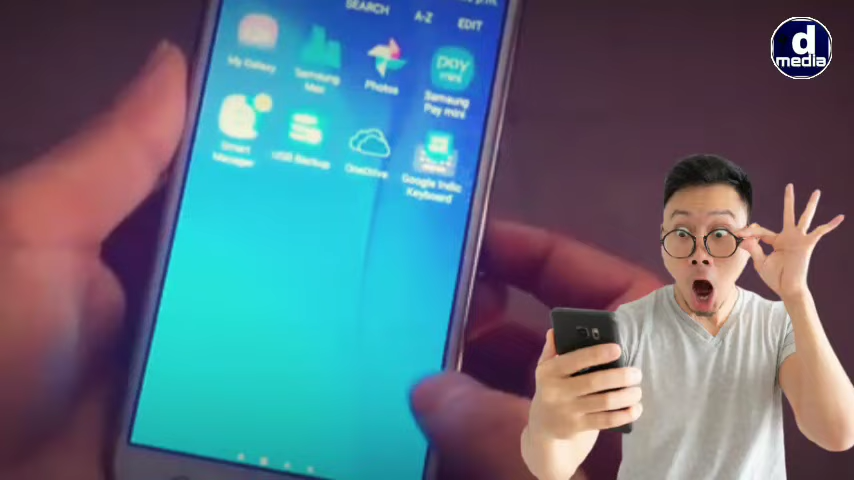 d
media
SEARCH
A-Z
EDIT
My Galaxy
Samsung
Max
Photos
pay
mini
Samsung
Pay mini
Smart
Manager
USB Backup
OneDrive
Google Indic
Keyboard